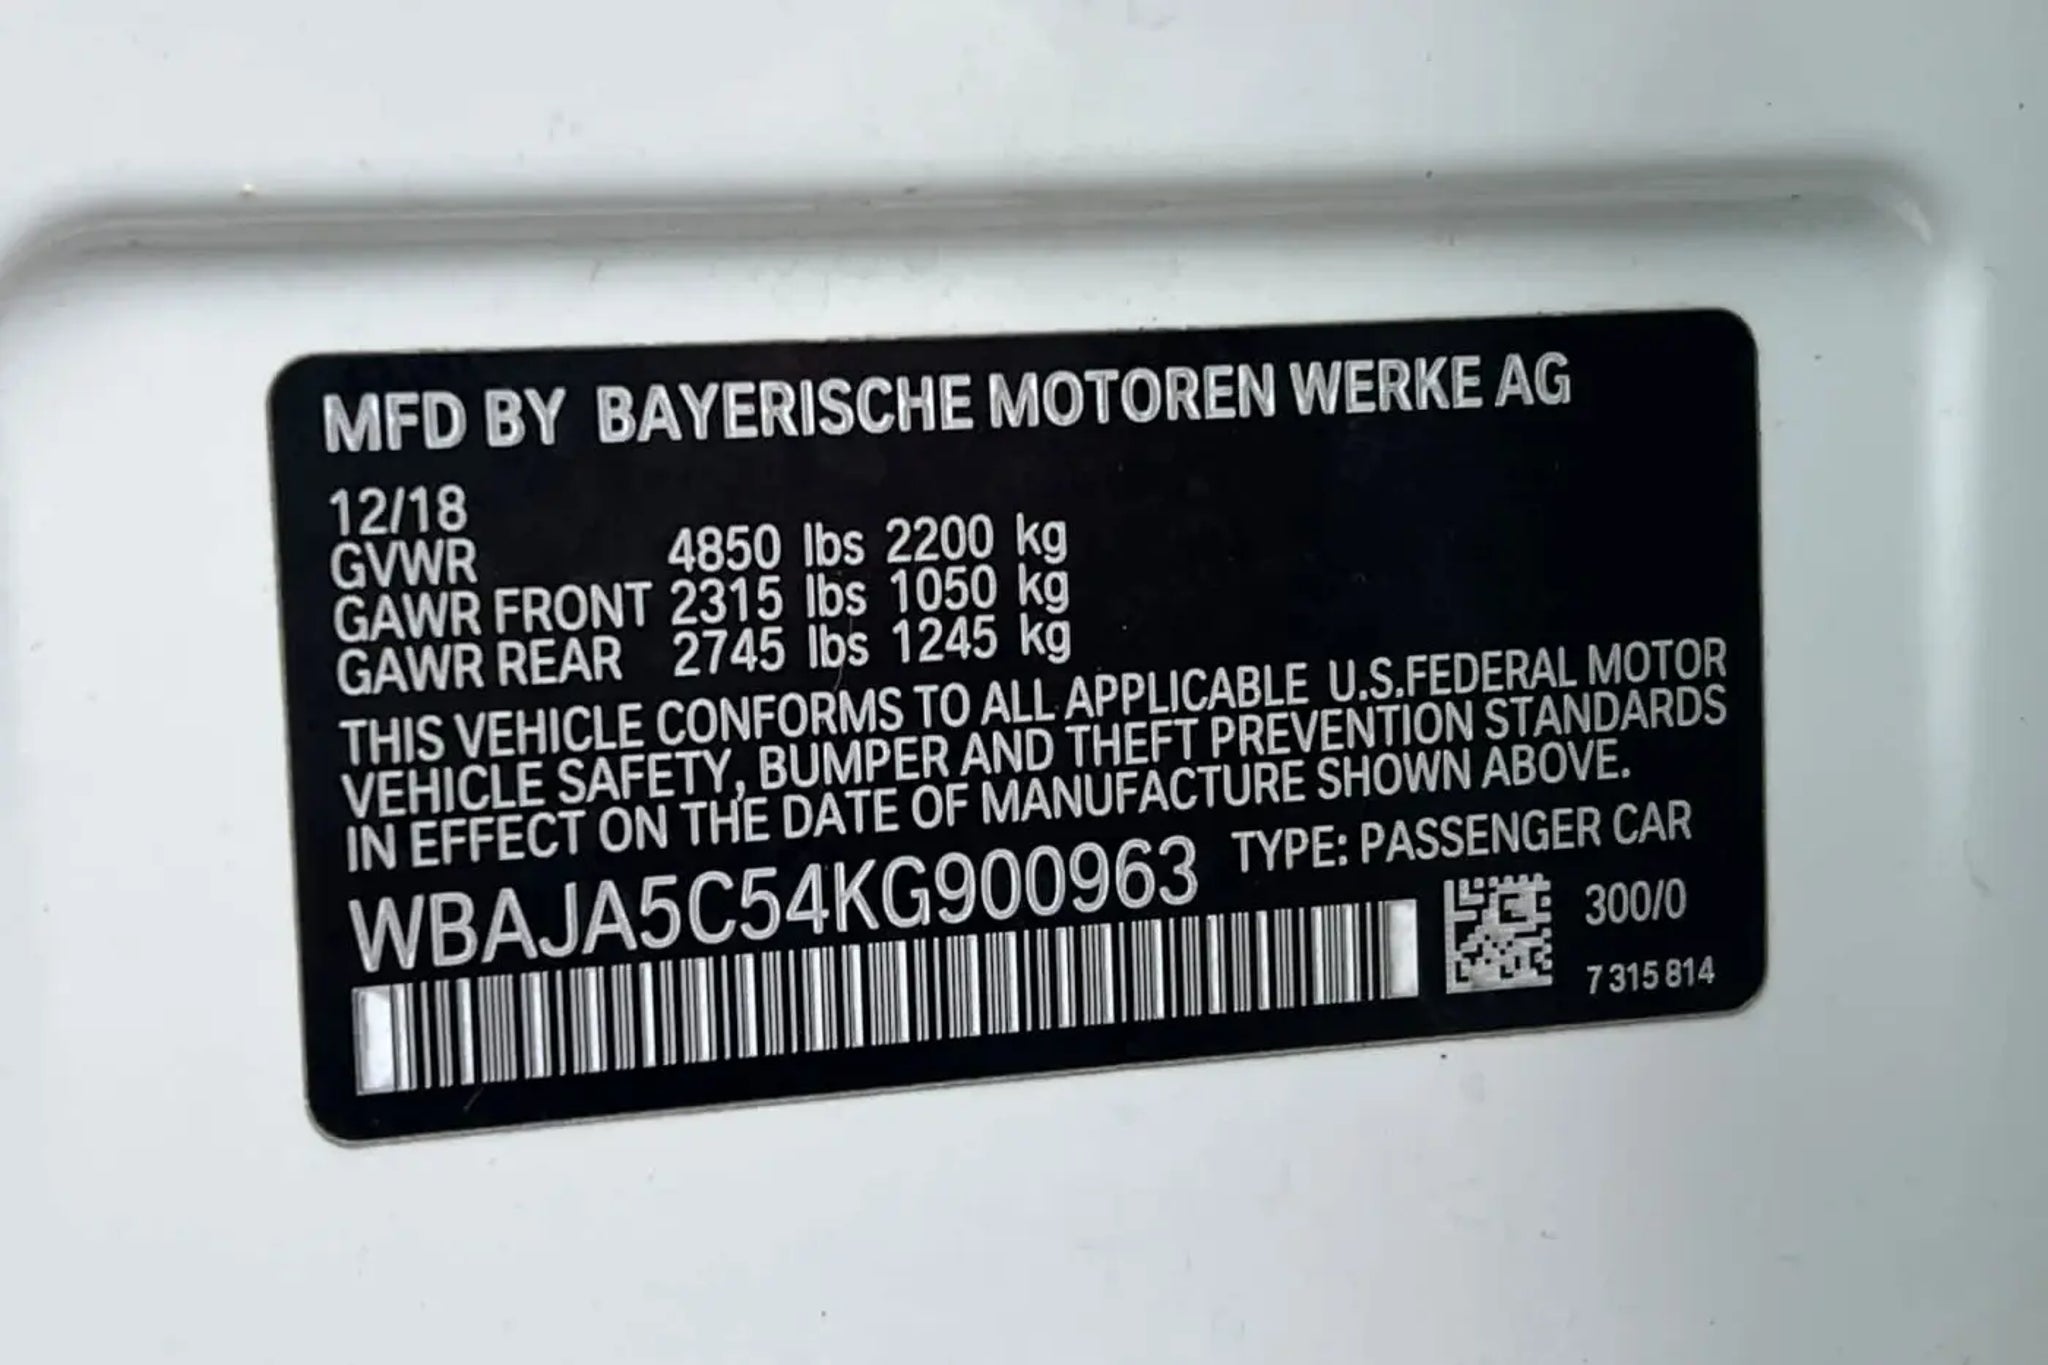 MFD BY BAYERISCHE MOTOREN WERKE AG
12/18
GVWR 4850 lbs 2200 kg
GAWR FRONT 2315 lbs 1050 kg
GAWR REAR 2745 lbs 1245 kg
THIS VEHICLE CONFORMS TO ALL APPLICABLE U.S.FEDERAL MOTOR
VEHICLE SAFETY, BUMPER AND THEFT PREVENTION STANDARDS
IN EFFECT ON THE DATE OF MANUFACTURE SHOWN ABOVE.
WBAJA5C54KG900963 TYPE: PASSENGER CAR
300/0
7 315 814